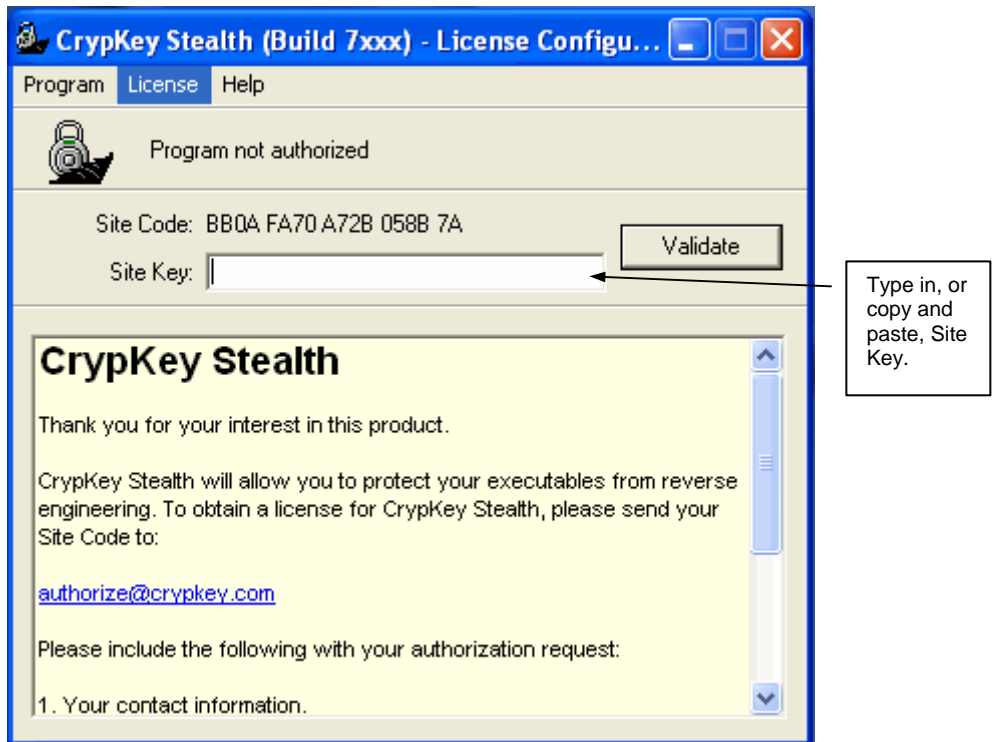 CrypKey Stealth (Build 7xxx) - License Configu...
Program License Help
Program not authorized
Site Code: BB0A FA70 A72B 058B 7A
Validate
Site Key:
Type in, or
copy and
paste, Site
Key.
CrypKey Stealth
Thank you for your interest in this product.
CrypKey Stealth will allow you to protect your executables from reverse
engineering. To obtain a license for CrypKey Stealth, please send your
Site Code to:
authorize@crypkey.com
Please include the following with your authorization request:
1. Your contact information.